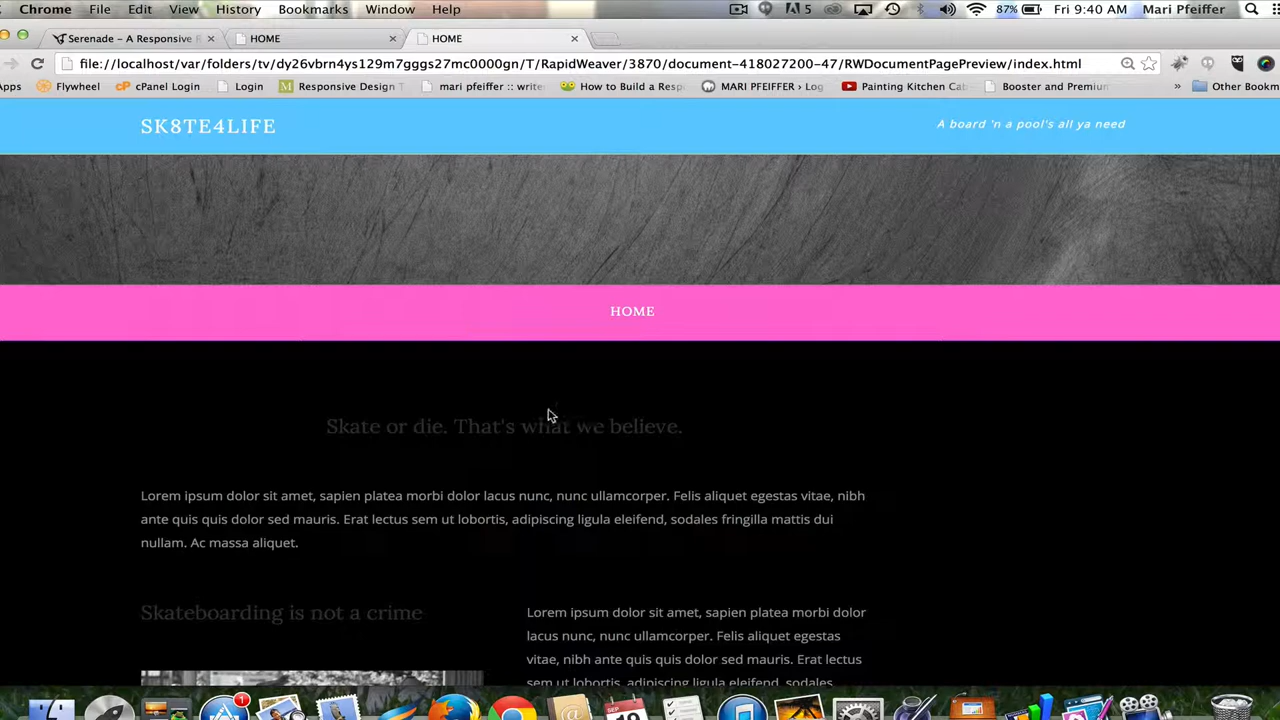 Chrome File Edit View History Bookmarks Window Help 5 87% Fri 9:40 AM Mari Pfeiffer
Serenade – A Responsive HOME HOME
file://localhost/var/folders/tv/dy26vbrn4ys129m7gggs27mc0000gn/T/RapidWeaver/3870/document-418027200-47/RWDocumentPagePreview/index.html
Apps Flywheel cPanel Login Login Responsive Design mari pfeiffer :: write How to Build a Resp MARI PFEIFFER › Log Painting Kitchen Cab Booster and Premium » Other Bookm
SK8TE4LIFE
A board 'n a pool's all ya need
HOME
Skate or die. That's what we believe.
Lorem ipsum dolor sit amet, sapien platea morbi dolor lacus nunc, nunc ullamcorper. Felis aliquet egestas vitae, nibh
ante quis quis dolor sed mauris. Erat lectus sem ut lobortis, adipiscing ligula eleifend, sodales fringilla mattis dui
nullam. Ac massa aliquet.
Skateboarding is not a crime
Lorem ipsum dolor sit amet, sapien platea morbi dolor
lacus nunc, nunc ullamcorper. Felis aliquet egestas
vitae, nibh ante quis quis dolor sed mauris. Erat lectus
sem ut lobortis, adipiscing ligula eleifend, sodales
1
SEP